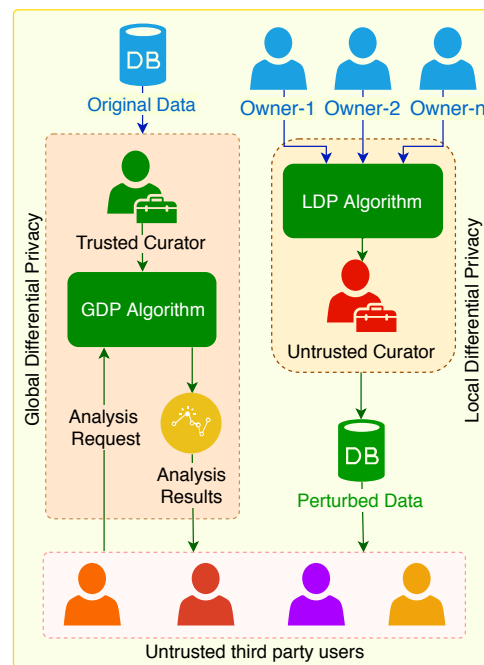 DB
Original Data
Owner-1
Owner-2
Owner-n
Global Differential Privacy
Trusted Curator
GDP Algorithm
Analysis
Request
Analysis
Results
LDP Algorithm
Untrusted Curator
Local Differential Privacy
DB
Perturbed Data
Untrusted third party users